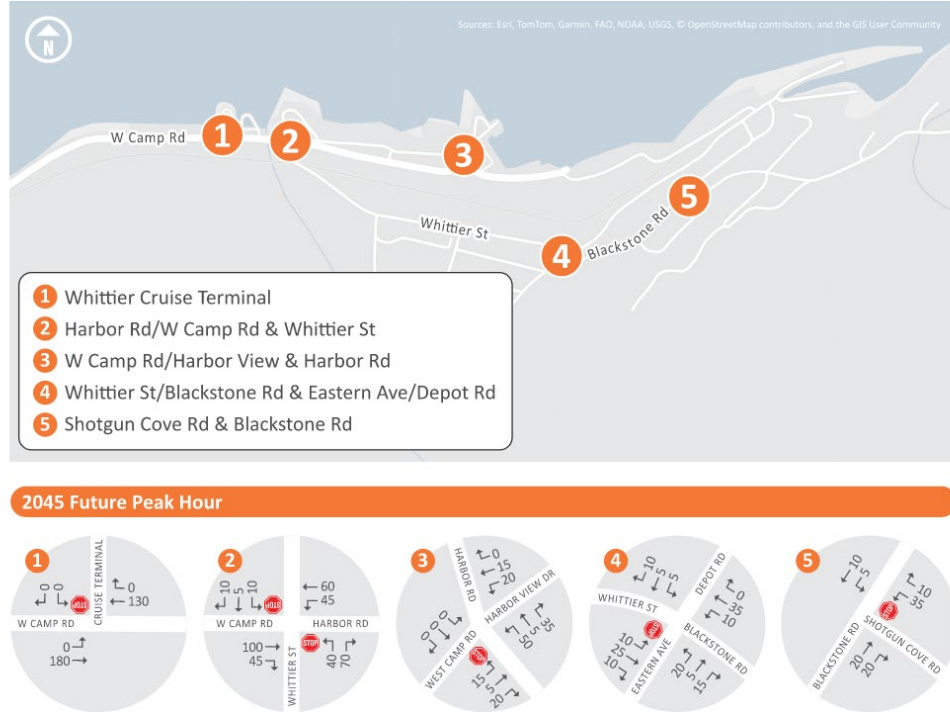 N
Sources: Esri, TomTom, Garmin, FAO, NOAA, USGS, © OpenStreetMap contributors, and the GIS User Community
W Camp Rd
1
2
3
Whittier St
4
Blackstone Rd
5
1 Whittier Cruise Terminal
2 Harbor Rd/W Camp Rd & Whittier St
3 W Camp Rd/Harbor View & Harbor Rd
4 Whittier St/Blackstone Rd & Eastern Ave/Depot Rd
5 Shotgun Cove Rd & Blackstone Rd
2045 Future Peak Hour
1
CRUISE TERMINAL
0 0
STOP
0
130
W CAMP RD
0
180
2
10 5 10
STOP
60
45
W CAMP RD
HARBOR RD
100
45
WHITTIER ST
STOP
40 70
3
HARBOR RD
0
15
20
HARBOR VIEW DR
0 0 0
WEST CAMP RD
STOP
50 5 35
15
5
20
4
10 5 5
DEPOT RD
WHITTIER ST
0
35
10
STOP
10
25
10
EASTERN AVE
BLACKSTONE RD
20 5 15
5
10 5
10
35
STOP
BLACKSTONE RD
SHOTGUN COVE RD
20 20